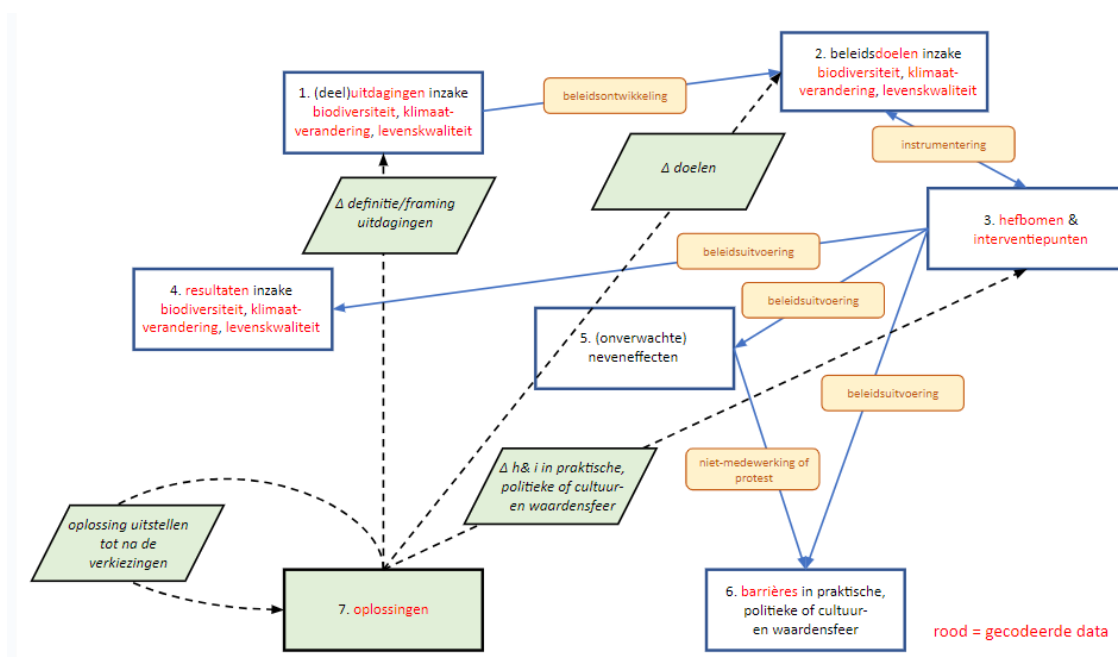 1. (deel)uitdagingen inzake
biodiversiteit, klimaat-
verandering, levenskwaliteit
beleidsontwikkeling
2. beleidsdoelen inzake
biodiversiteit, klimaat-
verandering, levenskwaliteit
instrumentering
Δ doelen
Δ definitie/framing
uitdagingen
3. hefbomen &
interventiepunten
beleidsuitvoering
4. resultaten inzake
biodiversiteit, klimaat-
verandering, levenskwaliteit
beleidsuitvoering
5. (onverwachte)
neveneffecten
beleidsuitvoering
niet-medewerking of
protest
Δ h& i in praktische,
politieke of cultuur-
en waardensfeer
oplossing uitstellen
tot na de
verkiezingen
7. oplossingen
6. barrières in praktische,
politieke of cultuur-
en waardensfeer
rood = gecodeerde data